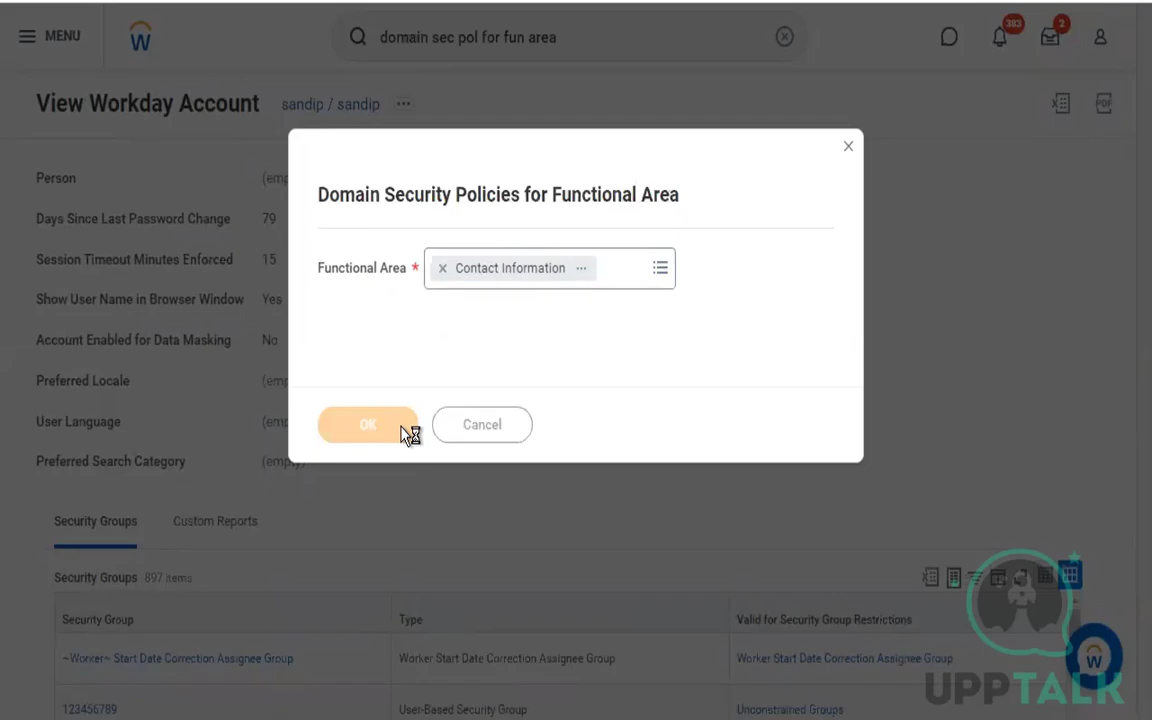 MENU
domain sec pol for fun area
383
2
View Workday Account sandip / sandip
PDF
Domain Security Policies for Functional Area
Functional Area * Contact Information
OK Cancel
Person (emp
Days Since Last Password Change 79
Session Timeout Minutes Enforced 15
Show User Name in Browser Window Yes
Account Enabled for Data Masking No
Preferred Locale (emp
User Language (emp
Preferred Search Category (empty)
Security Groups Custom Reports
Security Groups 897 items
Security Group Type Valid for Security Group Restrictions
~Worker~ Start Date Correction Assignee Group Worker Start Date Correction Assignee Group Worker Start Date Correction Assignee Group
123456789 User-Based Security Group Unconstrained Groups
UPPTALK